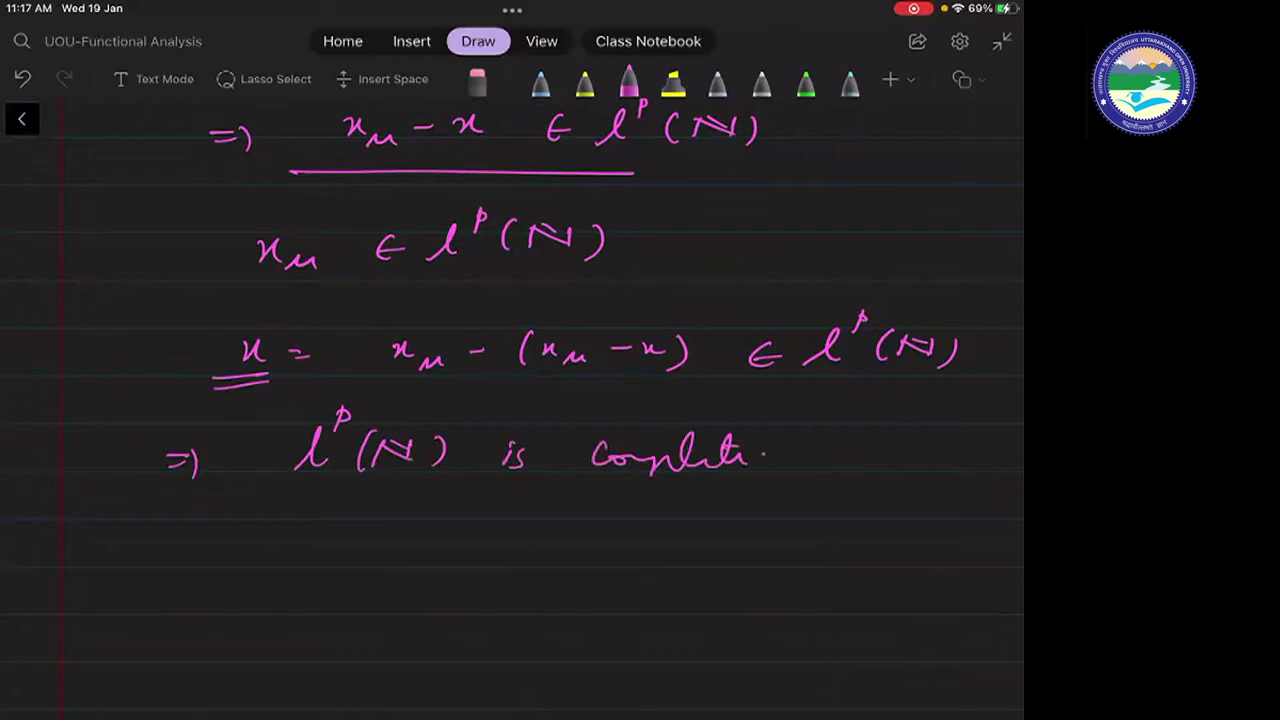 11:17 AM Wed 19 Jan
69%
UOU-Functional Analysis
Home Insert Draw View Class Notebook
Text Mode Lasso Select Insert Space
⇒) xₙ - x ∈ lᵖ(ℕ)
xₙ ∈ lᵖ(ℕ)
x = xₙ - (xₙ - x) ∈ lᵖ(ℕ)
⇒) lᵖ(ℕ) is complete.